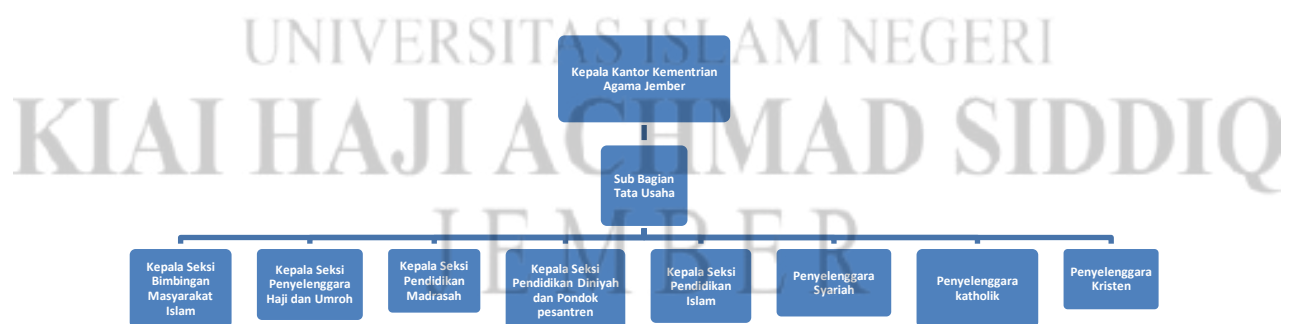 UNIVERSITAS ISLAM NEGERI
KIAI HAJI ACHMAD SIDDIQ
JEMBER
Kepala Kantor Kementrian
Agama Jember
Sub Bagian
Tata Usaha
Kepala Seksi
Bimbingan
Masyarakat
Islam
Kepala Seksi
Penyelenggara
Haji dan Umroh
Kepala Seksi
Pendidikan
Madrasah
Kepala Seksi
Pendidikan Diniyah
dan Pondok
pesantren
Kepala Seksi
Pendidikan
Islam
Penyelenggara
Syariah
Penyelenggara
katholik
Penyelenggara
Kristen